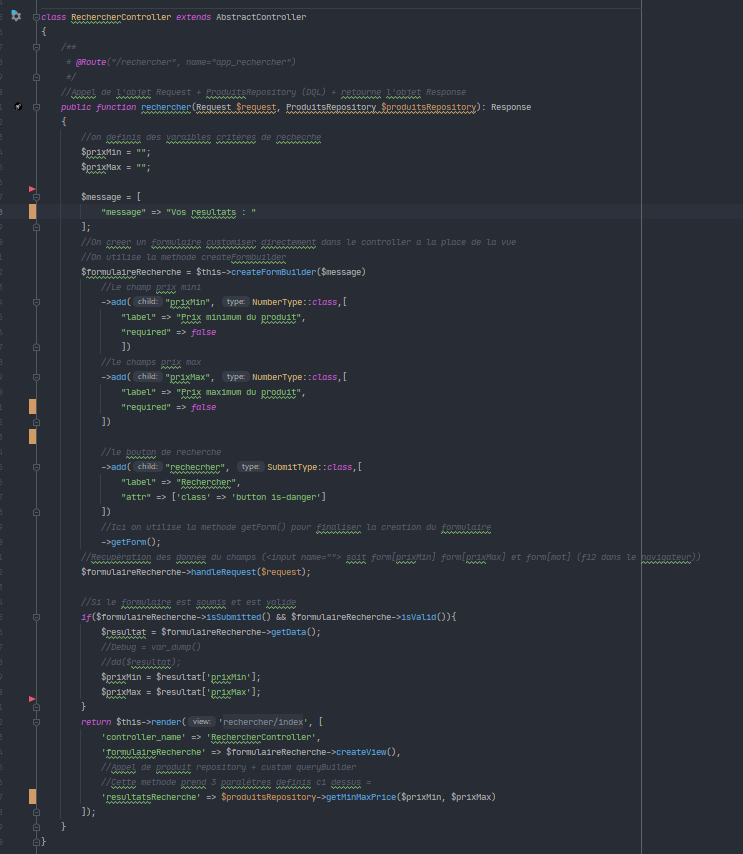 class RechercherController extends AbstractController
{
/**
* @Route("/rechercher", name="app_rechercher")
*/
//Appel de l'objet Request + ProduitsRepository (DQL) + retourne l'objet Response
public function rechercher(Request $request, ProduitsRepository $produitsRepository): Response
{
//on definis des varaibles critères de rechecrhe
$prixMin = "";
$prixMax = "";
$message = [
"message" => "Vos resultats : "
];
//On creer un formulaire customiser directement dans le controller a la place de la vue
//On utilise la methode createFormBuilder
$formulaireRecherche = $this->createFormBuilder($message)
//Le champ prix mini
->add( child: "prixMin", type: NumberType::class,[
"label" => "Prix minimum du produit",
"required" => false
])
//le champs prix max
->add( child: "prixMax", type: NumberType::class,[
"label" => "Prix maximum du produit",
"required" => false
])
//le bouton de recherche
->add( child: "rechecrher", type: SubmitType::class,[
"label" => "Rechercher",
"attr" => ['class' => 'button is-danger']
])
//Ici on utilise la methode getForm() pour finaliser la creation du formulaire
->getForm();
//Recupération des donnée du champs (<input name=""> soit form[prixMin] form[prixMax] et form[mot] (f12 dans le navigateur))
$formulaireRecherche->handleRequest($request);
//Si le formulaire est soumis et est valide
if($formulaireRecherche->isSubmitted() && $formulaireRecherche->isValid()){
$resultat = $formulaireRecherche->getData();
//Debug = var_dump()
//dd($resultat);
$prixMin = $resultat['prixMin'];
$prixMax = $resultat['prixMax'];
}
return $this->render( view: 'rechercher/index', [
'controller_name' => 'RechercherController',
'formulaireRecherche' => $formulaireRecherche->createView(),
//Appel de produit repository + custom queryBuilder
//Cette methode prend 3 paralétres definis ci dessus =
'resultatsRecherche' => $produitsRepository->getMinMaxPrice($prixMin, $prixMax)
]);
}
}